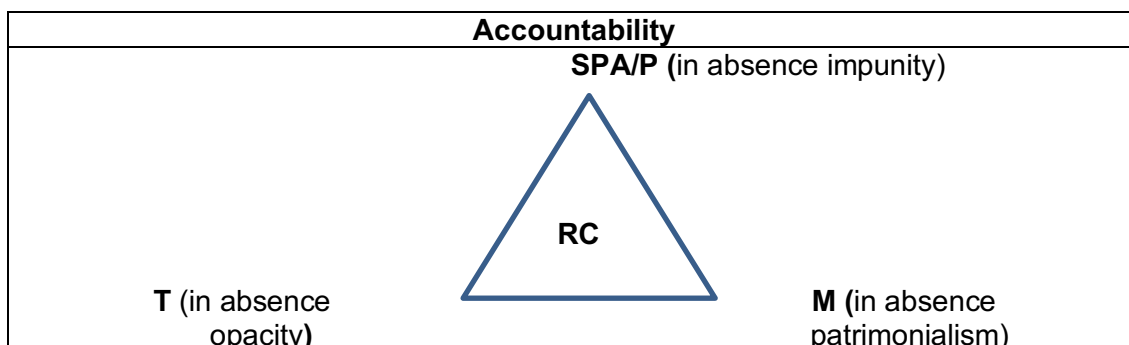 Accountability
SPA/P (in absence impunity)
RC
T (in absence
opacity)
M (in absence
patrimonialism)